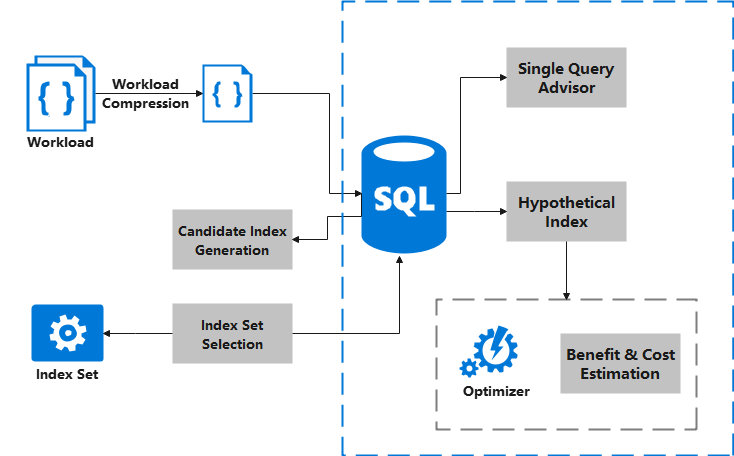 Workload
Compression
{ }
{ }
Workload
Single Query
Advisor
SQL
Hypothetical
Index
Candidate Index
Generation
Index Set
Selection
Index Set
Optimizer
Benefit & Cost
Estimation